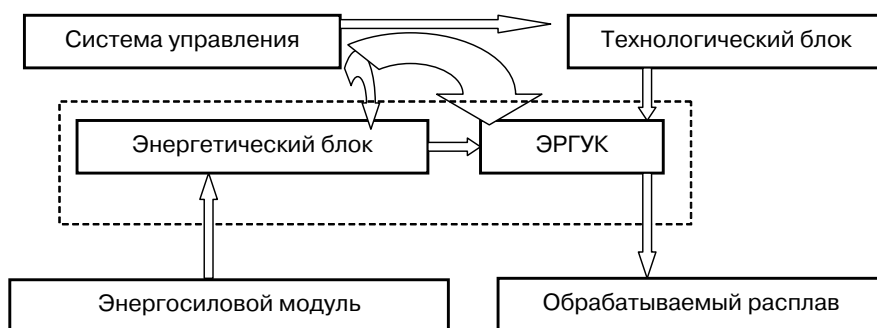 Система управления
Технологический блок
Энергетический блок
ЭРГУК
Энергосиловой модуль
Обрабатываемый расплав